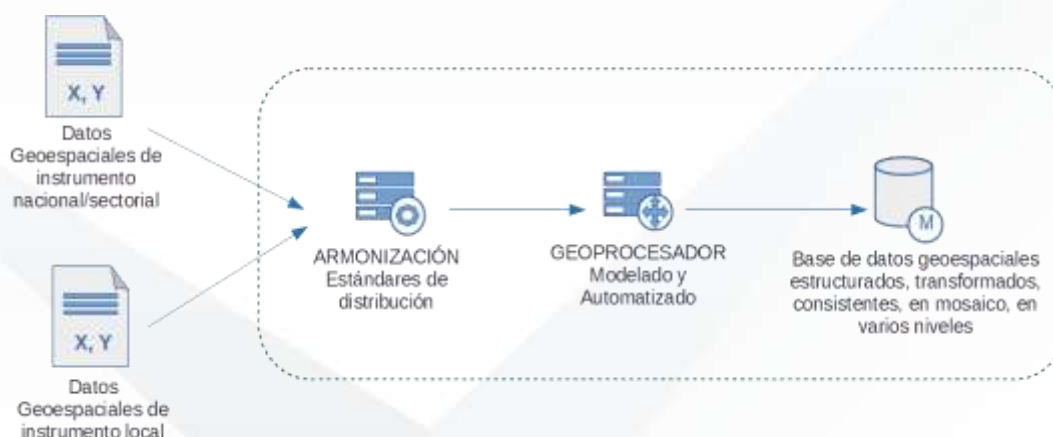 X, Y
Datos
Geoespaciales de
instrumento
nacional/sectorial
X, Y
Datos
Geoespaciales de
instrumento local
ARMONIZACIÓN
Estándares de
distribución
GEOPROCESADOR
Modelado y
Automatizado
M
Base de datos geoespaciales
estructurados, transformados,
consistentes, en mosaico, en
varios niveles